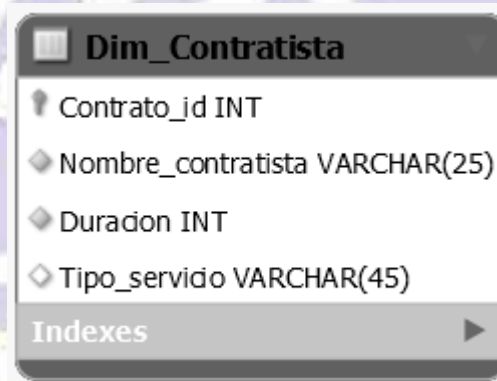 Dim_Contratista
Contrato_id INT
Nombre_contratista VARCHAR(25)
Duracion INT
Tipo_servicio VARCHAR(45)
Indexes